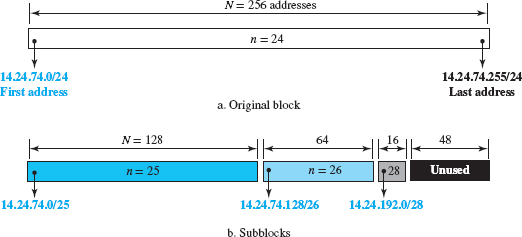 N = 256 addresses
n = 24
14.24.74.0/24
First address
14.24.74.255/24
Last address
a. Original block
N = 128
64
16
48
n = 25
n = 26
28
Unused
14.24.74.0/25
14.24.74.128/26
14.24.192.0/28
b. Subblocks